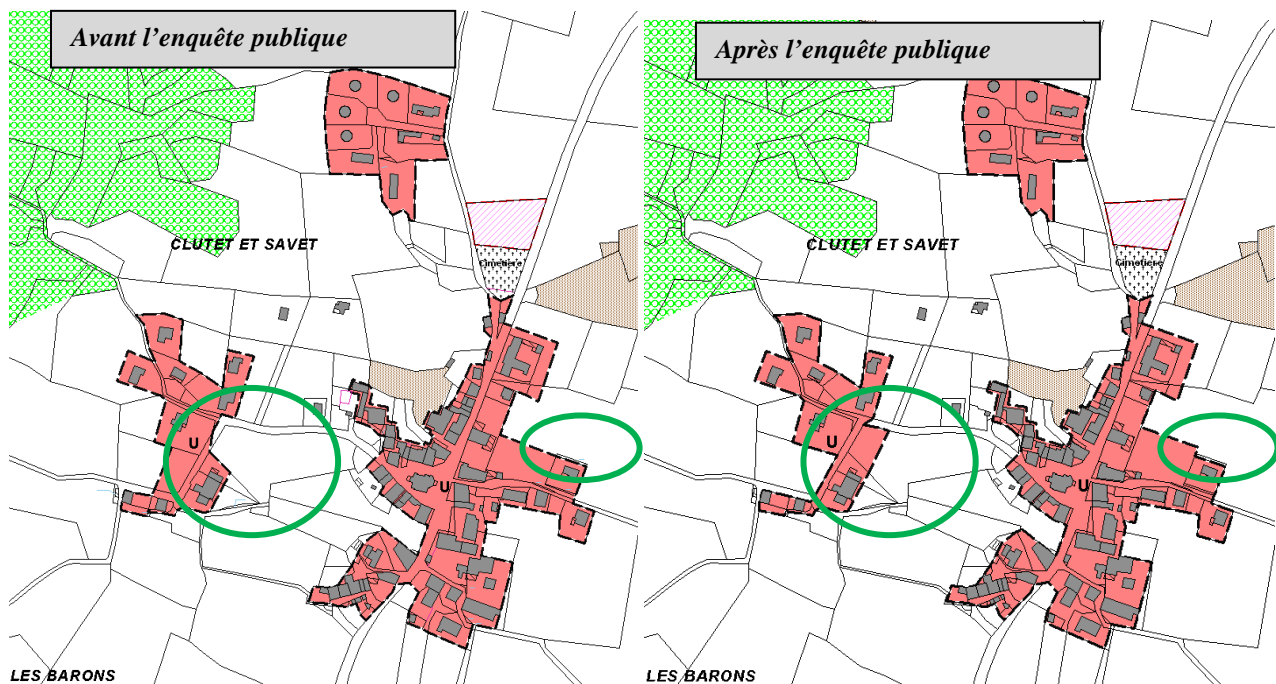 Avant l'enquête publique
CLUTET ET SAVET
Cimetière
U
U
LES BARONS
Après l'enquête publique
CLUTET ET SAVET
Cimetière
U
U
LES BARONS